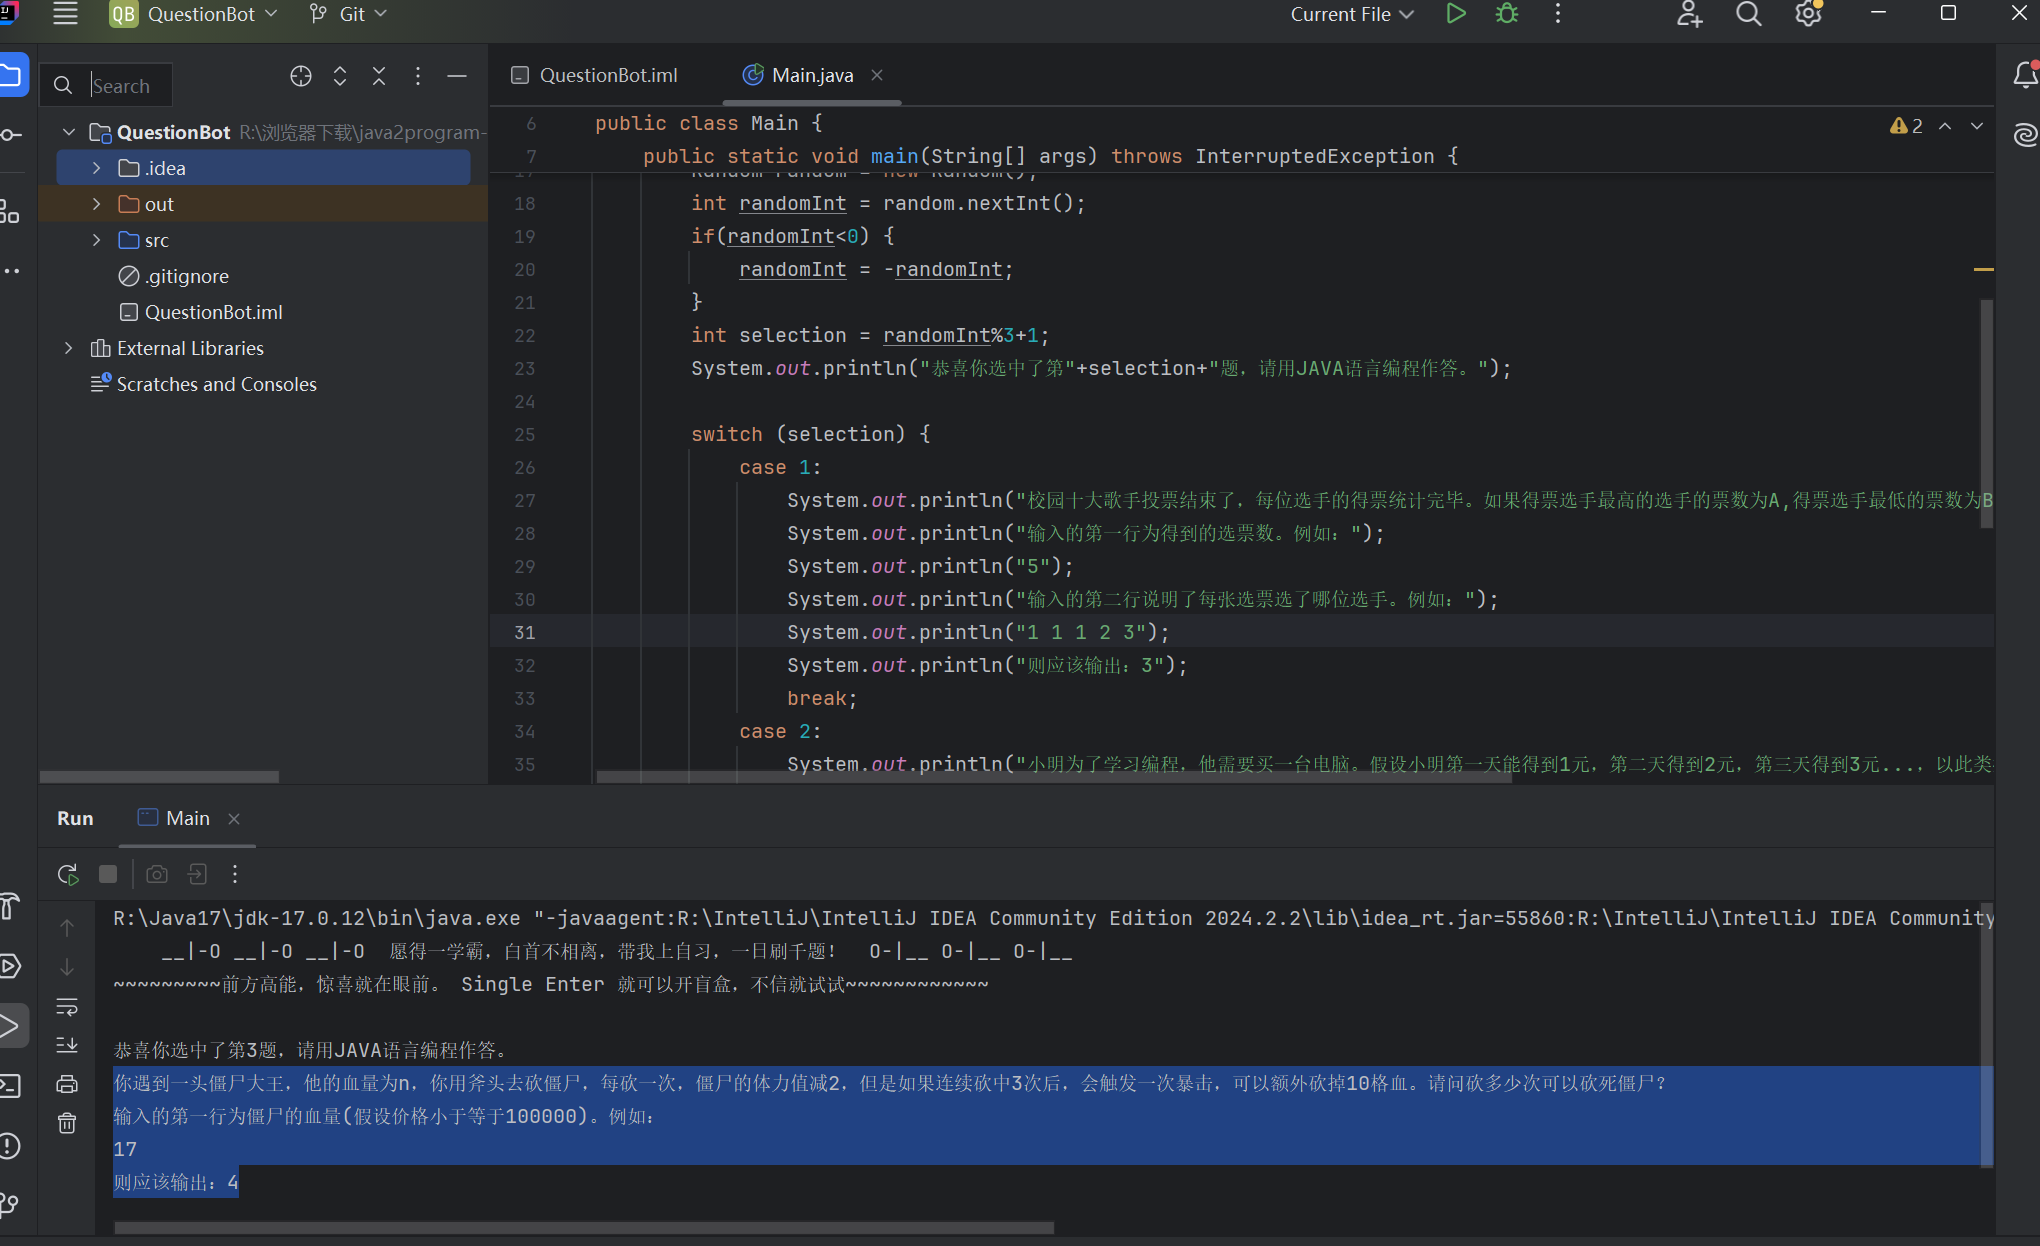 QB QuestionBot Git Current File
Search
QuestionBot R:\浏览器下载\java2program-
.idea
out
src
.gitignore
QuestionBot.iml
External Libraries
Scratches and Consoles
QuestionBot.iml Main.java
6 public class Main { 2
7 public static void main(String[] args) throws InterruptedException {
17 Random random = new Random();
18 int randomInt = random.nextInt();
19 if(randomInt<0) {
20 randomInt = -randomInt;
21 }
22 int selection = randomInt%3+1;
23 System.out.println("恭喜你选中了第"+selection+"题，请用JAVA语言编程作答。");
24
25 switch (selection) {
26 case 1:
27 System.out.println("校园十大歌手投票结束了，每位选手的得票统计完毕。如果得票选手最高的选手的票数为A,得票选手最低的票数为B
28 System.out.println("输入的第一行为得到的选票数。例如：");
29 System.out.println("5");
30 System.out.println("输入的第二行说明了每张选票选了哪位选手。例如：");
31 System.out.println("1 1 1 2 3");
32 System.out.println("则应该输出：3");
33 break;
34 case 2:
35 System.out.println("小明为了学习编程，他需要买一台电脑。假设小明第一天能得到1元，第二天得到2元，第三天得到3元...，以此类
Run Main
R:\Java17\jdk-17.0.12\bin\java.exe "-javaagent:R:\IntelliJ\IntelliJ IDEA Community Edition 2024.2.2\lib\idea_rt.jar=55860:R:\IntelliJ\IntelliJ IDEA Community
__|-O __|-O __|-O 愿得一学霸，白首不相离，带我上自习，一日刷千题！ O-|__ O-|__ O-|__
~~~~~~~~~前方高能，惊喜就在眼前。 Single Enter 就可以开盲盒，不信就试试~~~~~~~~~~~~
恭喜你选中了第3题，请用JAVA语言编程作答。
你遇到一头僵尸大王，他的血量为n，你用斧头去砍僵尸，每砍一次，僵尸的体力值减2，但是如果连续砍中3次后，会触发一次暴击，可以额外砍掉10格血。请问砍多少次可以砍死僵尸？
输入的第一行为僵尸的血量(假设价格小于等于100000)。例如：
17
则应该输出：4